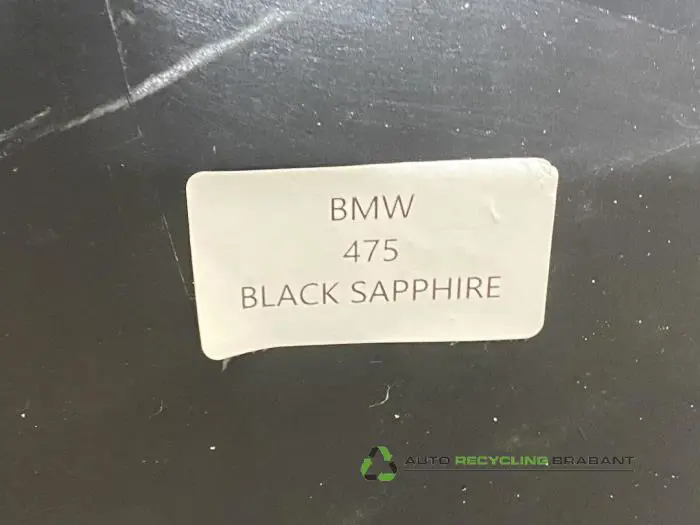 BMW
475
BLACK SAPPHIRE
AUTO RECYCLING BRABANT